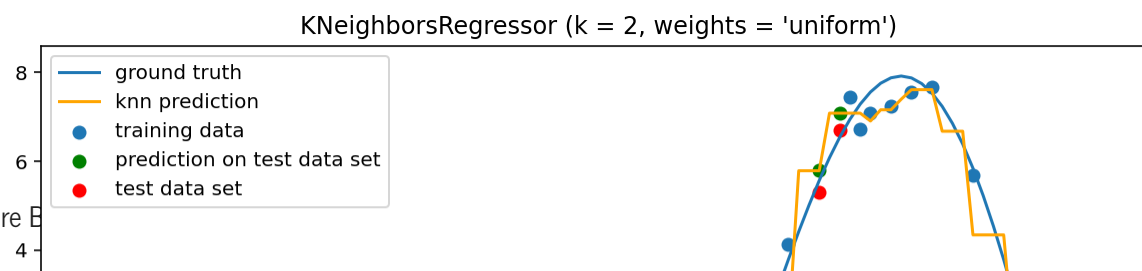 KNeighborsRegressor (k = 2, weights = 'uniform')
8
ground truth
knn prediction
training data
6
prediction on test data set
test data set
re B
4